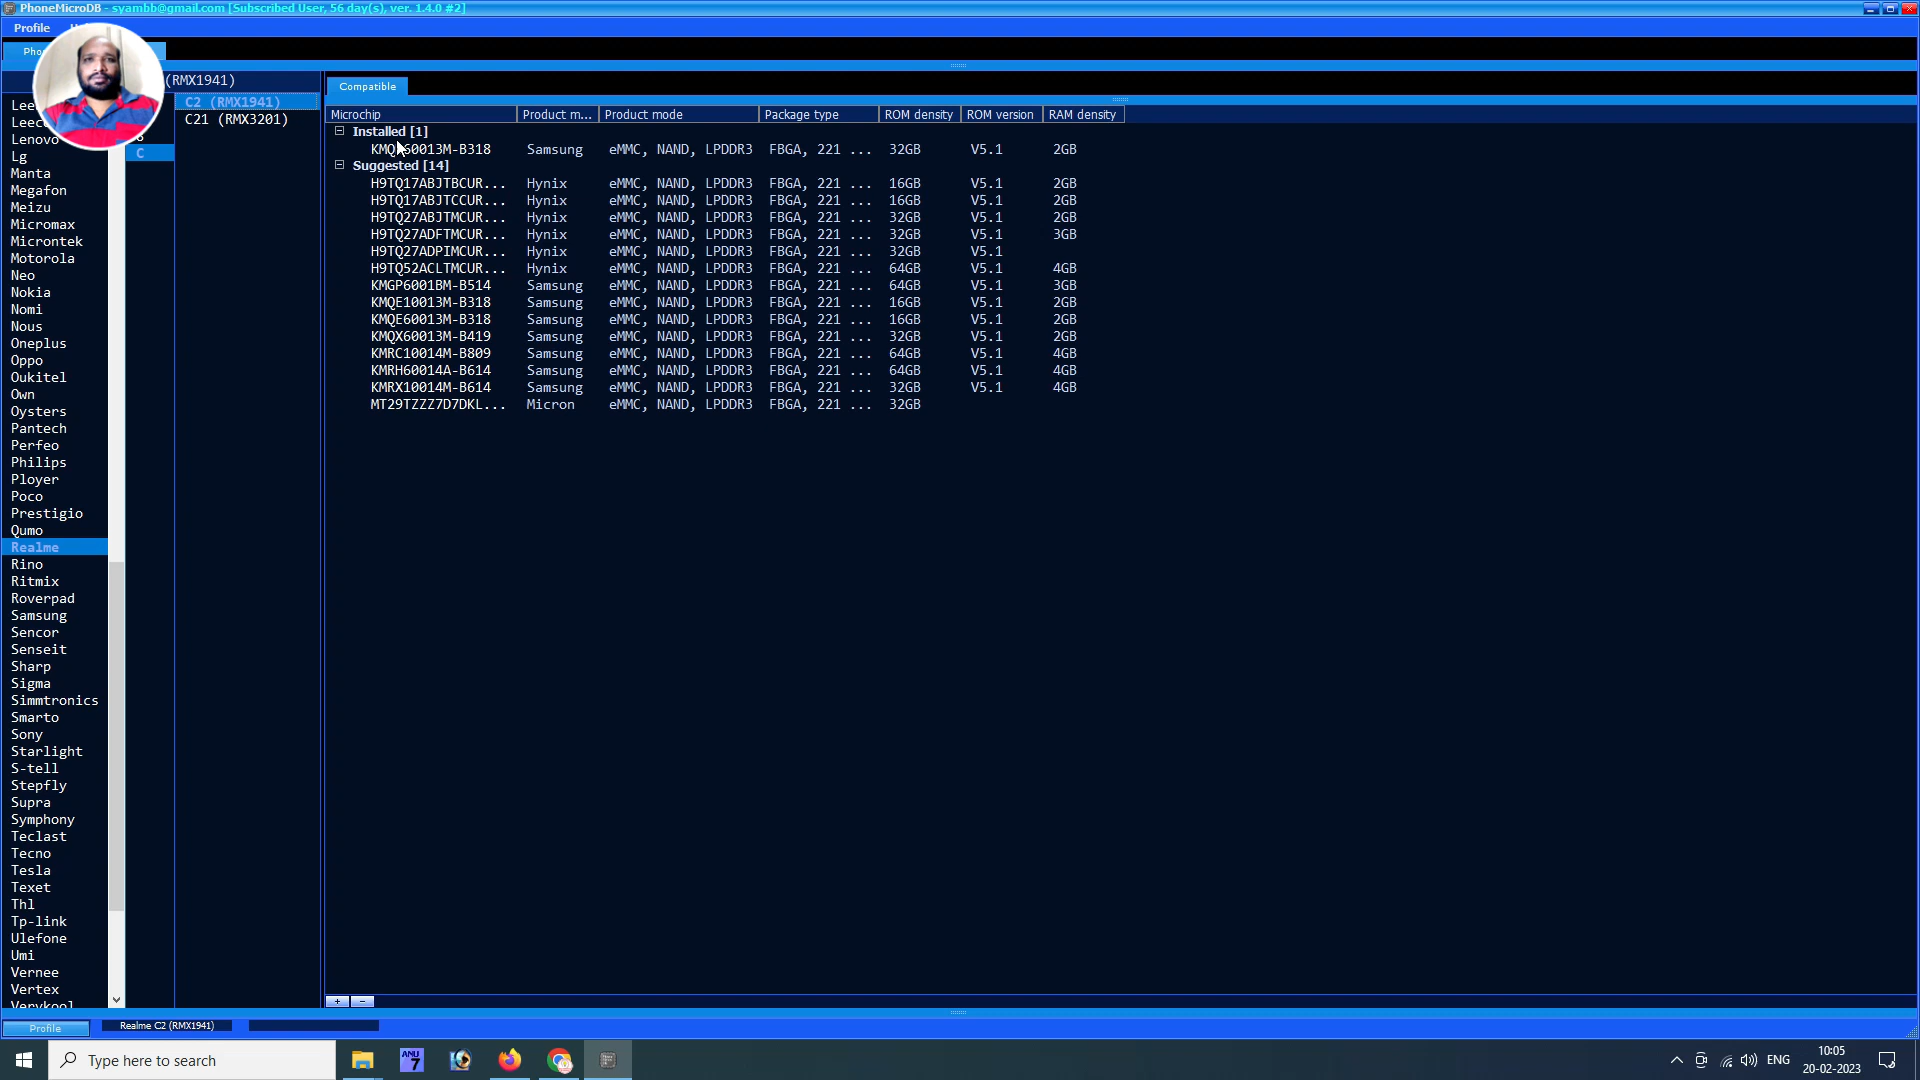 PhoneMicroDB - syambb@gmail.com [Subscribed User, 56 day(s), ver. 1.4.0 #2]
Profile
(RMX1941)
Lenovo
Lg
Manta
Megafon
Meizu
Micromax
Microntek
Motorola
Neo
Nokia
Nomi
Nous
Oneplus
Oppo
Oukitel
Own
Oysters
Pantech
Perfeo
Philips
Ployer
Poco
Prestigio
Qumo
Realme
Rino
Ritmix
Roverpad
Samsung
Sencor
Senseit
Sharp
Sigma
Simmtronics
Smarto
Sony
Starlight
S-tell
Stepfly
Supra
Symphony
Teclast
Tecno
Tesla
Texet
Thl
Tp-link
Ulefone
Umi
Vernee
Vertex
C
C2 (RMX1941)
C21 (RMX3201)
Compatible
Microchip Product m... Product mode Package type ROM density ROM version RAM density
Installed [1]
60013M-B318 Samsung eMMC, NAND, LPDDR3 FBGA, 221 ... 32GB V5.1 2GB
Suggested [14]
H9TQ17ABJTBCUR... Hynix eMMC, NAND, LPDDR3 FBGA, 221 ... 16GB V5.1 2GB
H9TQ17ABJTCCUR... Hynix eMMC, NAND, LPDDR3 FBGA, 221 ... 16GB V5.1 2GB
H9TQ27ABJTMCUR... Hynix eMMC, NAND, LPDDR3 FBGA, 221 ... 32GB V5.1 2GB
H9TQ27ADFTMCUR... Hynix eMMC, NAND, LPDDR3 FBGA, 221 ... 32GB V5.1 3GB
H9TQ27ADPIMCUR... Hynix eMMC, NAND, LPDDR3 FBGA, 221 ... 32GB V5.1
H9TQ52ACLTMCUR... Hynix eMMC, NAND, LPDDR3 FBGA, 221 ... 64GB V5.1 4GB
KMGP6001BM-B514 Samsung eMMC, NAND, LPDDR3 FBGA, 221 ... 64GB V5.1 3GB
KMQE10013M-B318 Samsung eMMC, NAND, LPDDR3 FBGA, 221 ... 16GB V5.1 2GB
KMQE60013M-B318 Samsung eMMC, NAND, LPDDR3 FBGA, 221 ... 16GB V5.1 2GB
KMQX60013M-B419 Samsung eMMC, NAND, LPDDR3 FBGA, 221 ... 32GB V5.1 2GB
KMRC10014M-B809 Samsung eMMC, NAND, LPDDR3 FBGA, 221 ... 64GB V5.1 4GB
KMRH60014A-B614 Samsung eMMC, NAND, LPDDR3 FBGA, 221 ... 64GB V5.1 4GB
KMRX10014M-B614 Samsung eMMC, NAND, LPDDR3 FBGA, 221 ... 32GB V5.1 4GB
MT29TZZZ7D7DKL... Micron eMMC, NAND, LPDDR3 FBGA, 221 ... 32GB
Profile
Realme C2 (RMX1941)
Type here to search
ANU 7
ENG
10:05
20-02-2023